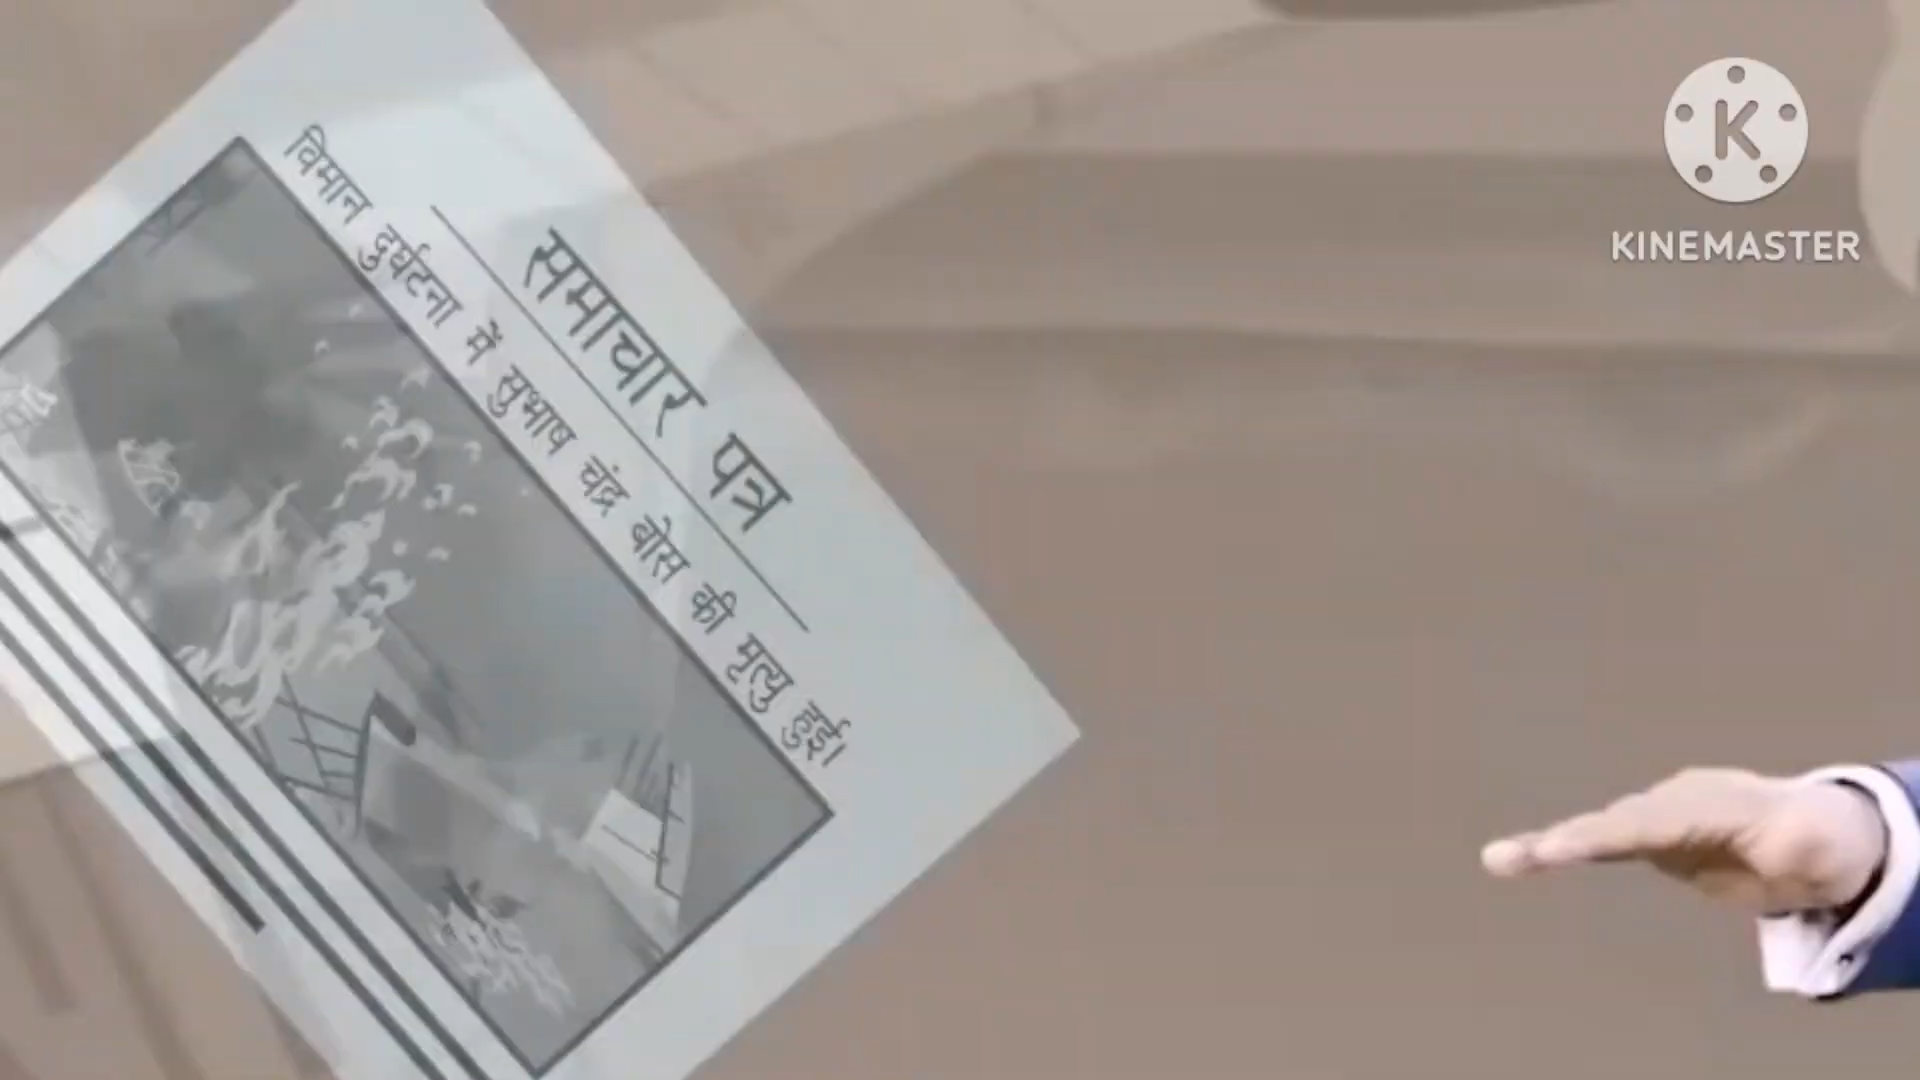 समाचार पत्र
विमान दुर्घटना में सुभाष चंद्र बोस की मृत्यु हुई।
KINEMASTER